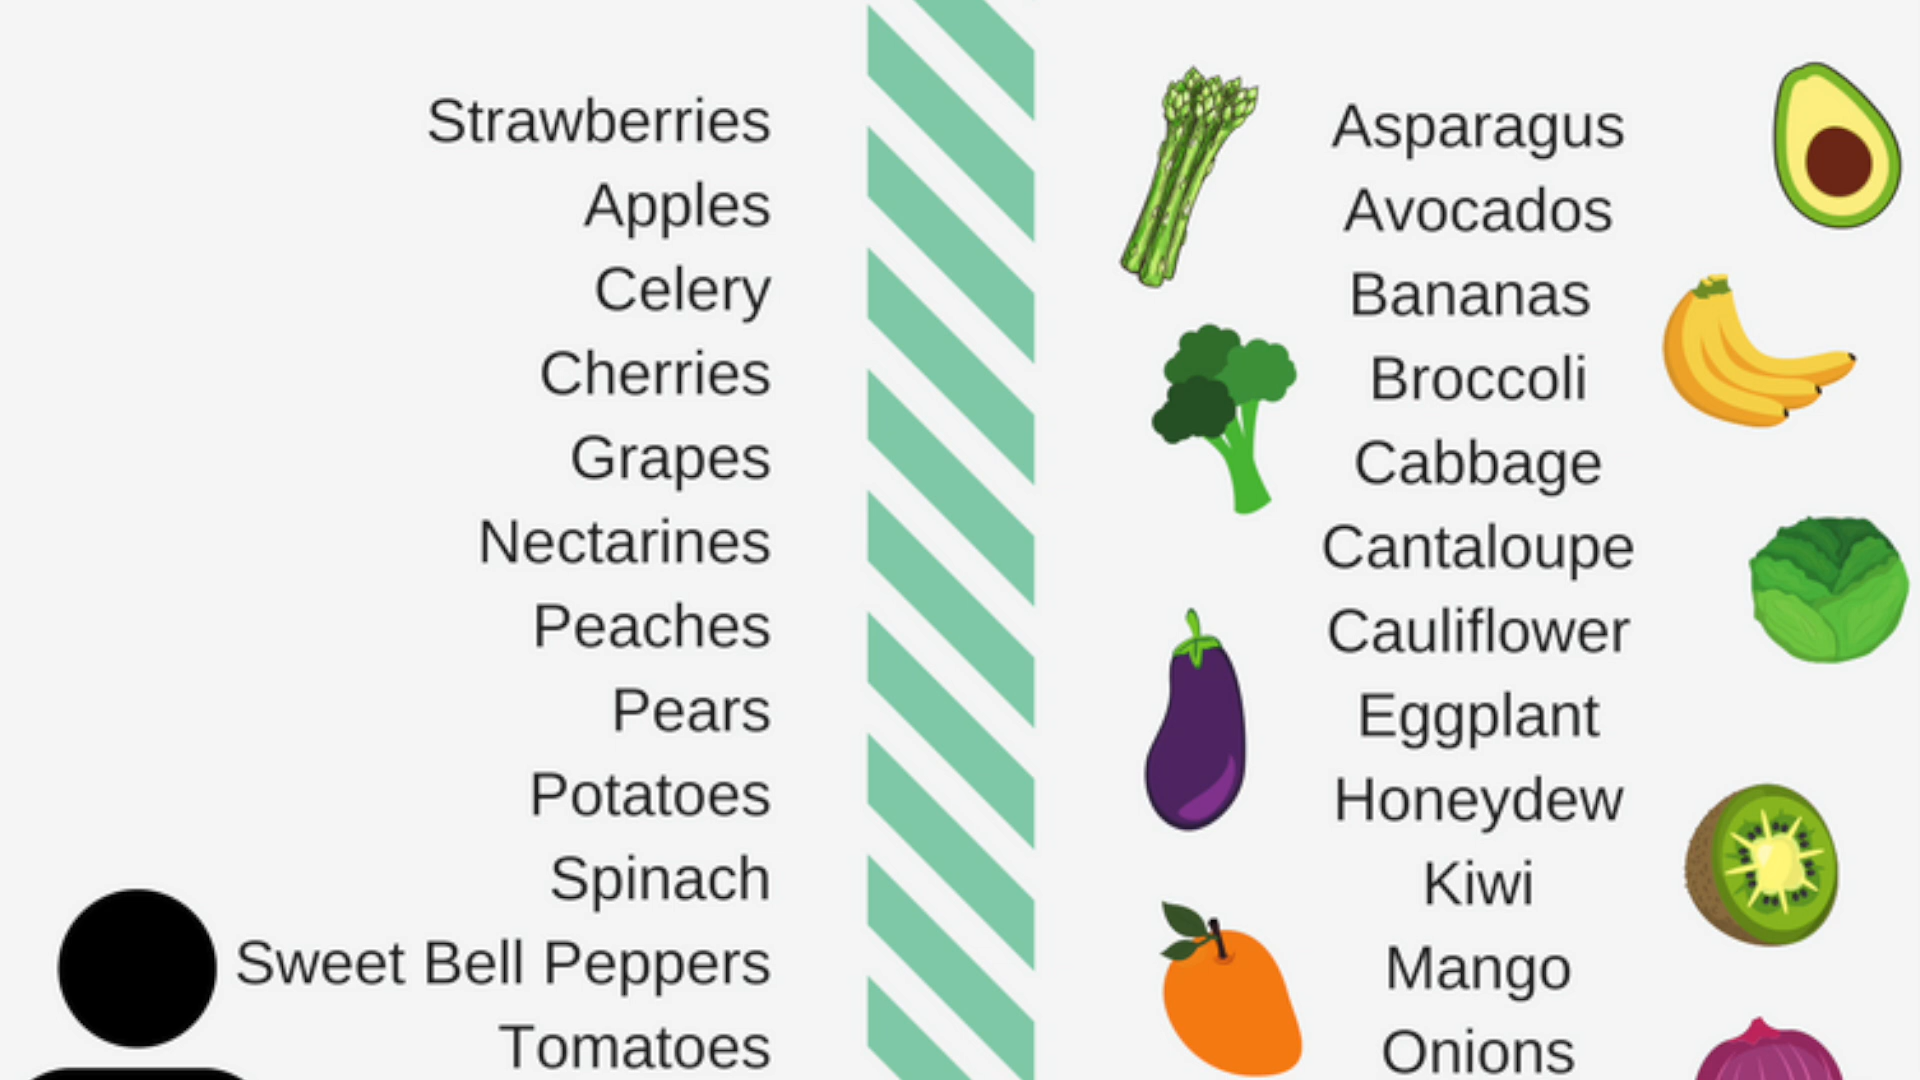 Strawberries
Apples
Celery
Cherries
Grapes
Nectarines
Peaches
Pears
Potatoes
Spinach
Sweet Bell Peppers
Tomatoes
Asparagus
Avocados
Bananas
Broccoli
Cabbage
Cantaloupe
Cauliflower
Eggplant
Honeydew
Kiwi
Mango
Onions